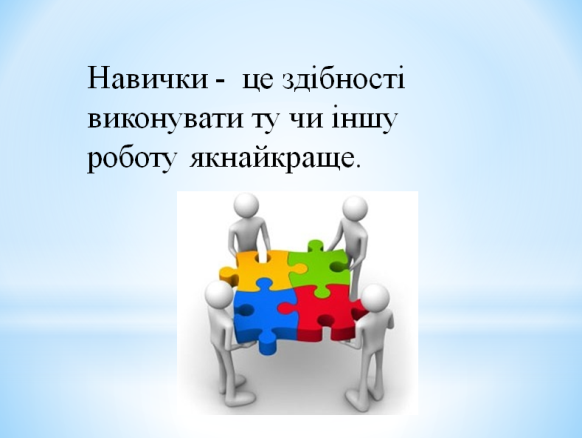 Навички - це здібності
виконувати ту чи іншу
роботу якнайкраще.